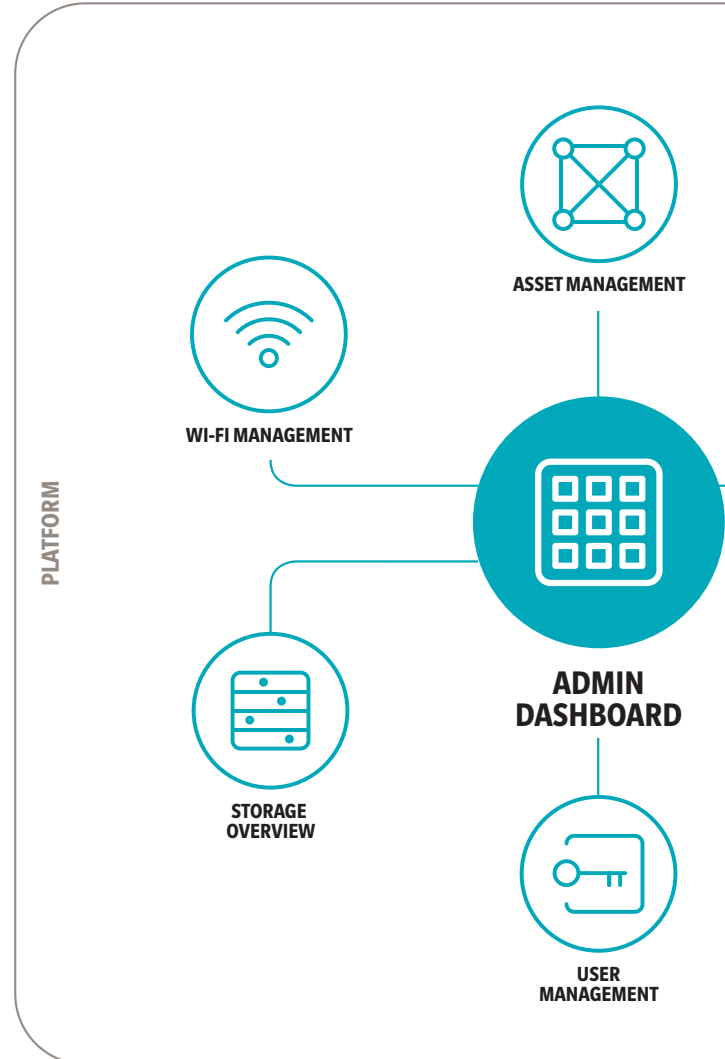 ASSET MANAGEMENT
WI-FI MANAGEMENT
PLATFORM
ADMIN
DASHBOARD
STORAGE
OVERVIEW
USER
MANAGEMENT